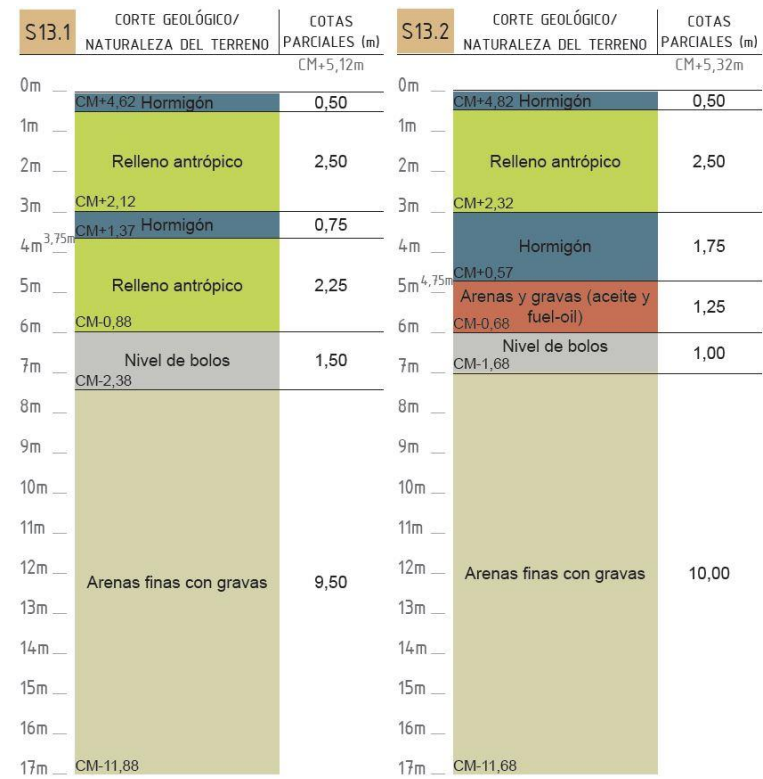 S13.1
CORTE GEOLÓGICO/
NATURALEZA DEL TERRENO
COTAS
PARCIALES (m)
CM+5,12m
0m
CM+4,62 Hormigón
0,50
1m
2m
Relleno antrópico
2,50
3m
CM+2,12
CM+1,37 Hormigón
0,75
3,75m
4m
5m
Relleno antrópico
2,25
6m
CM-0,88
7m
Nivel de bolos
1,50
CM-2,38
8m
9m
10m
11m
12m
Arenas finas con gravas
9,50
13m
14m
15m
16m
17m
CM-11,88
S13.2
CORTE GEOLÓGICO/
NATURALEZA DEL TERRENO
COTAS
PARCIALES (m)
CM+5,32m
0m
CM+4,82 Hormigón
0,50
1m
2m
Relleno antrópico
2,50
3m
CM+2,32
4m
Hormigón
1,75
CM+0,57
4,75m
5m
Arenas y gravas (aceite y
fuel-oil)
1,25
6m
CM-0,68
Nivel de bolos
1,00
7m
CM-1,68
8m
9m
10m
11m
12m
Arenas finas con gravas
10,00
13m
14m
15m
16m
17m
CM-11,68